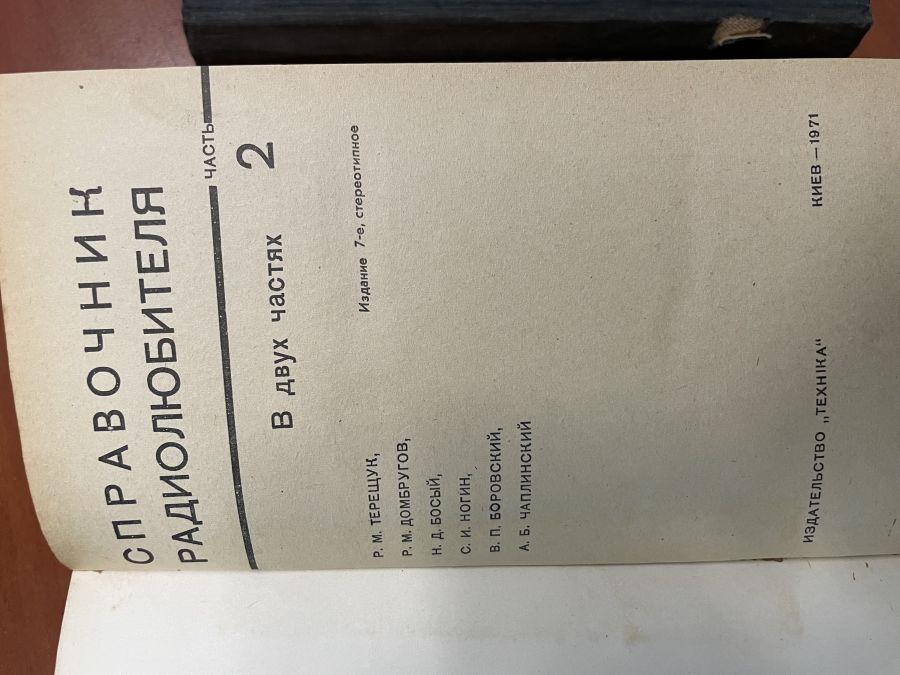 СПРАВОЧНИК
РАДИОЛЮБИТЕЛЯ
ЧАСТЬ
В двух частях 2
Издание 7-е, стереотипное
Р. М. ТЕРЕЩУК,
Р. М. ДОМБРУГОВ,
Н. Д. БОСЫЙ,
С. И. НОГИН,
В. П. БОРОВСКИЙ,
А. Б. ЧАПЛИНСКИЙ
ИЗДАТЕЛЬСТВО „ТЕХНІКА“ КИЕВ — 1971